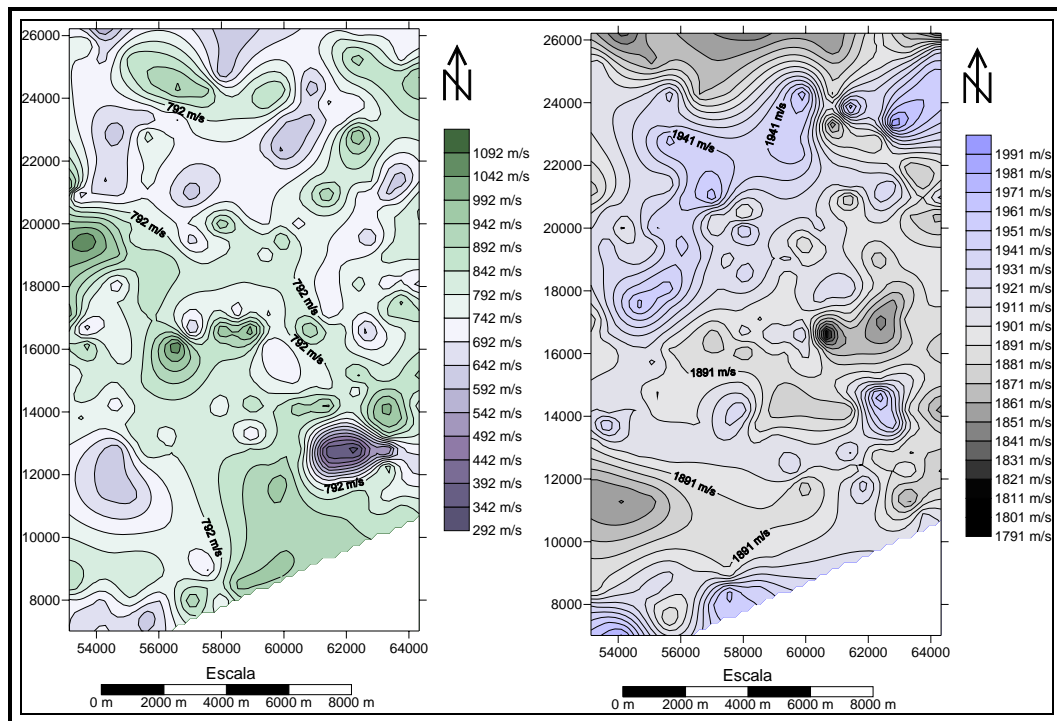 26000
24000
22000
20000
18000
16000
14000
12000
10000
8000
54000 56000 58000 60000 62000 64000
792 m/s
792 m/s
792 m/s
792 m/s
792 m/s
792 m/s
N
1092 m/s
1042 m/s
992 m/s
942 m/s
892 m/s
842 m/s
792 m/s
742 m/s
692 m/s
642 m/s
592 m/s
542 m/s
492 m/s
442 m/s
392 m/s
342 m/s
292 m/s
Escala
0 m 2000 m 4000 m 6000 m 8000 m
26000
24000
22000
20000
18000
16000
14000
12000
10000
8000
54000 56000 58000 60000 62000 64000
1941 m/s
1941 m/s
1891 m/s
1891 m/s
1891 m/s
N
1991 m/s
1981 m/s
1971 m/s
1961 m/s
1951 m/s
1941 m/s
1931 m/s
1921 m/s
1911 m/s
1901 m/s
1891 m/s
1881 m/s
1871 m/s
1861 m/s
1851 m/s
1841 m/s
1831 m/s
1821 m/s
1811 m/s
1801 m/s
1791 m/s
Escala
0 m 2000 m 4000 m 6000 m 8000 m